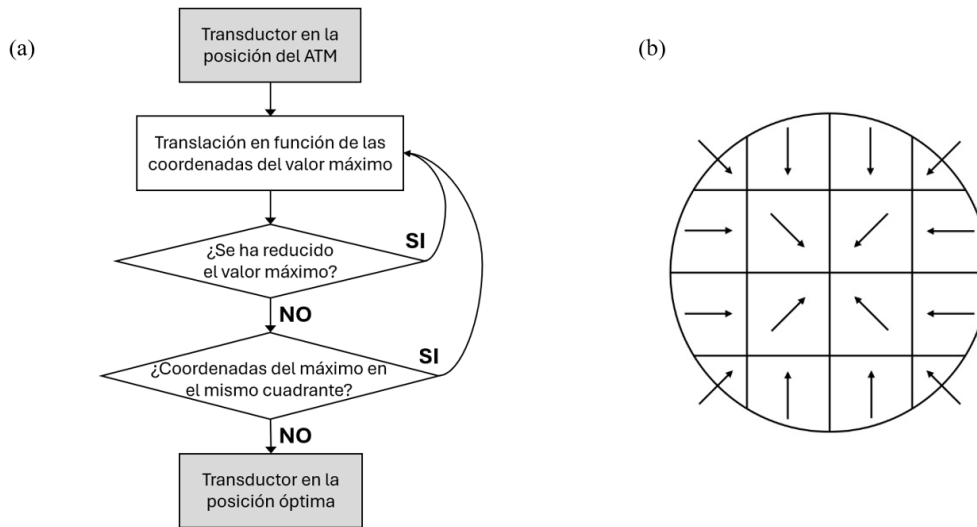 (a)
Transductor en la
posición del ATM
Translación en función de las
coordenadas del valor máximo
¿Se ha reducido
el valor máximo?
SI
NO
¿Coordenadas del máximo en
el mismo cuadrante?
SI
NO
Transductor en la
posición óptima
(b)